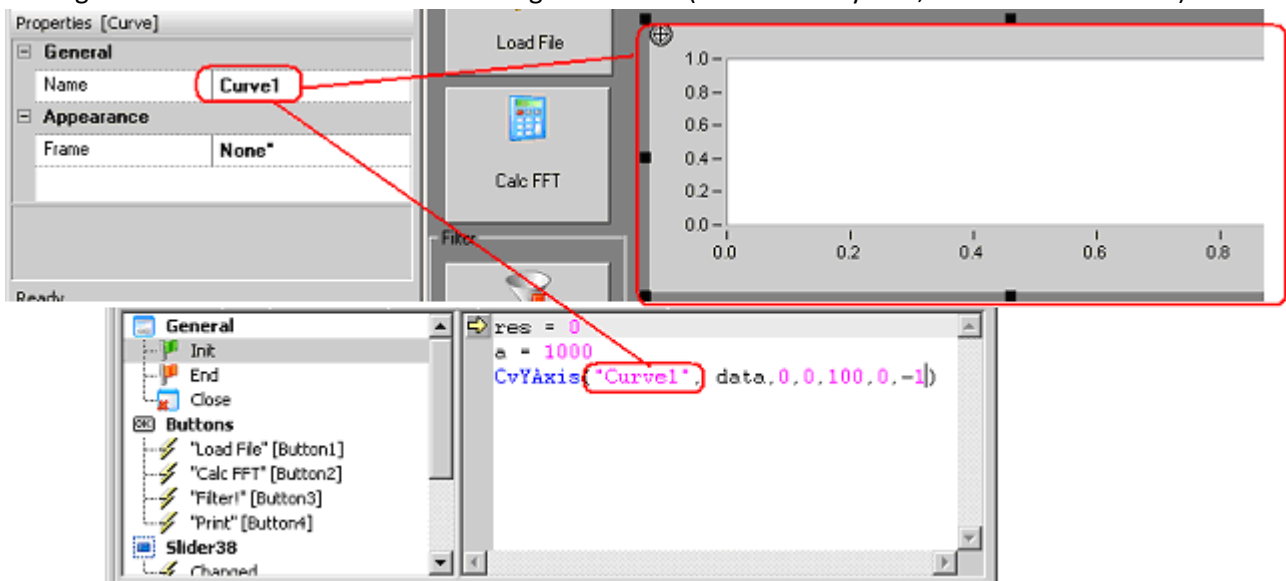 Properties [Curve]
General
Name Curve1
Appearance
Frame None*
Ready
Load File
Calc FFT
Filter
1.0
0.8
0.6
0.4
0.2
0.0
0.0 0.2 0.4 0.6 0.8
General
Init
End
Close
Buttons
"Load File" [Button1]
"Calc FFT" [Button2]
"Filter!" [Button3]
"Print" [Button4]
Slider38
Changed
res = 0
a = 1000
CvYAxis("Curve1", data,0,0,100,0,-1)